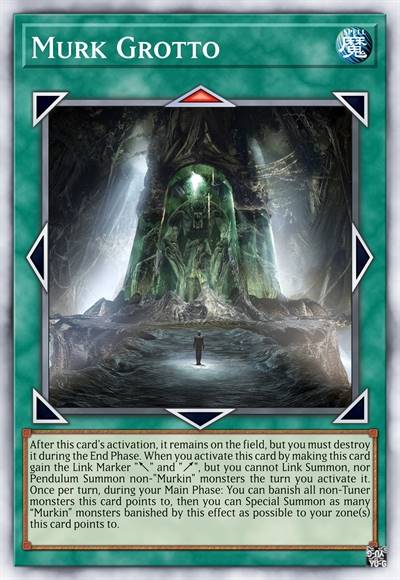 Murk Grotto
SPELL
魔
After this card's activation, it remains on the field, but you must destroy
it during the End Phase. When you activate this card by making this card
gain the Link Marker "↖" and "↗", but you cannot Link Summon, nor
Pendulum Summon non-"Murkin" monsters the turn you activate it.
Once per turn, during your Main Phase: You can banish all non-Tuner
monsters this card points to, then you can Special Summon as many
“Murkin” monsters banished by this effect as possible to your zone(s)
this card points to.